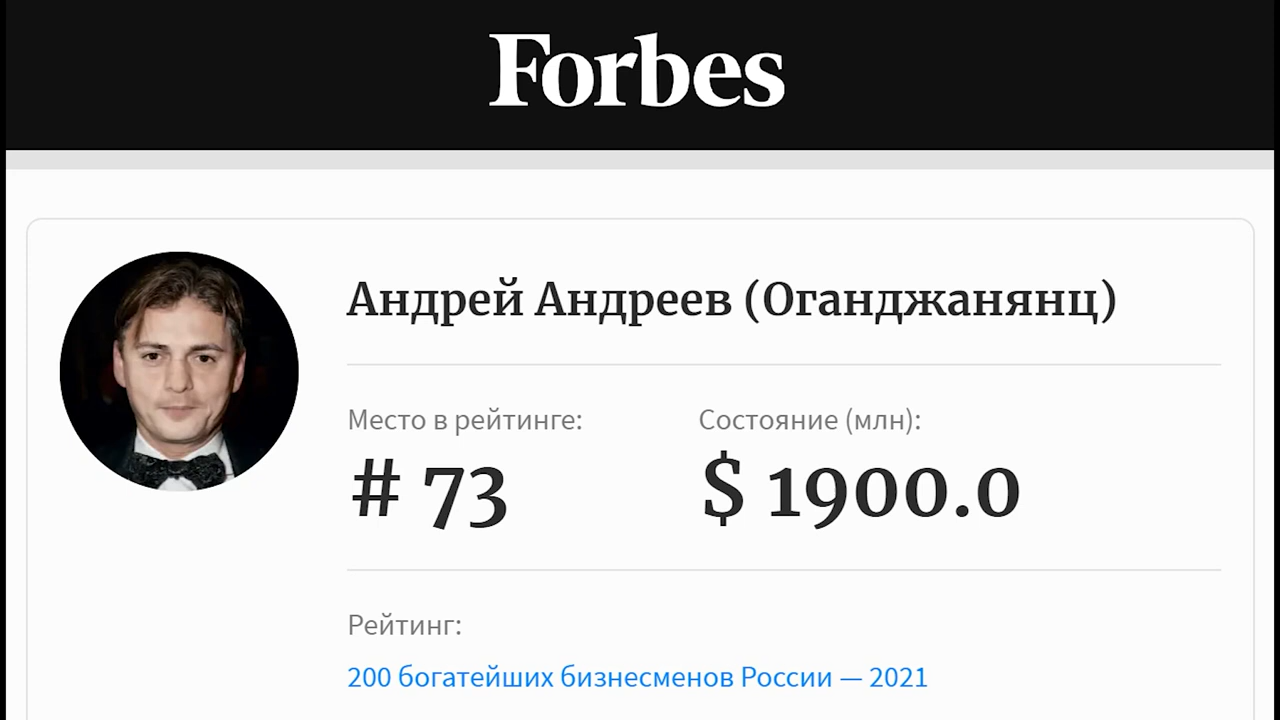 Forbes
Андрей Андреев (Оганджанянц)
Место в рейтинге: Состояние (млн):
# 73 $ 1900.0
Рейтинг:
200 богатейших бизнесменов России — 2021